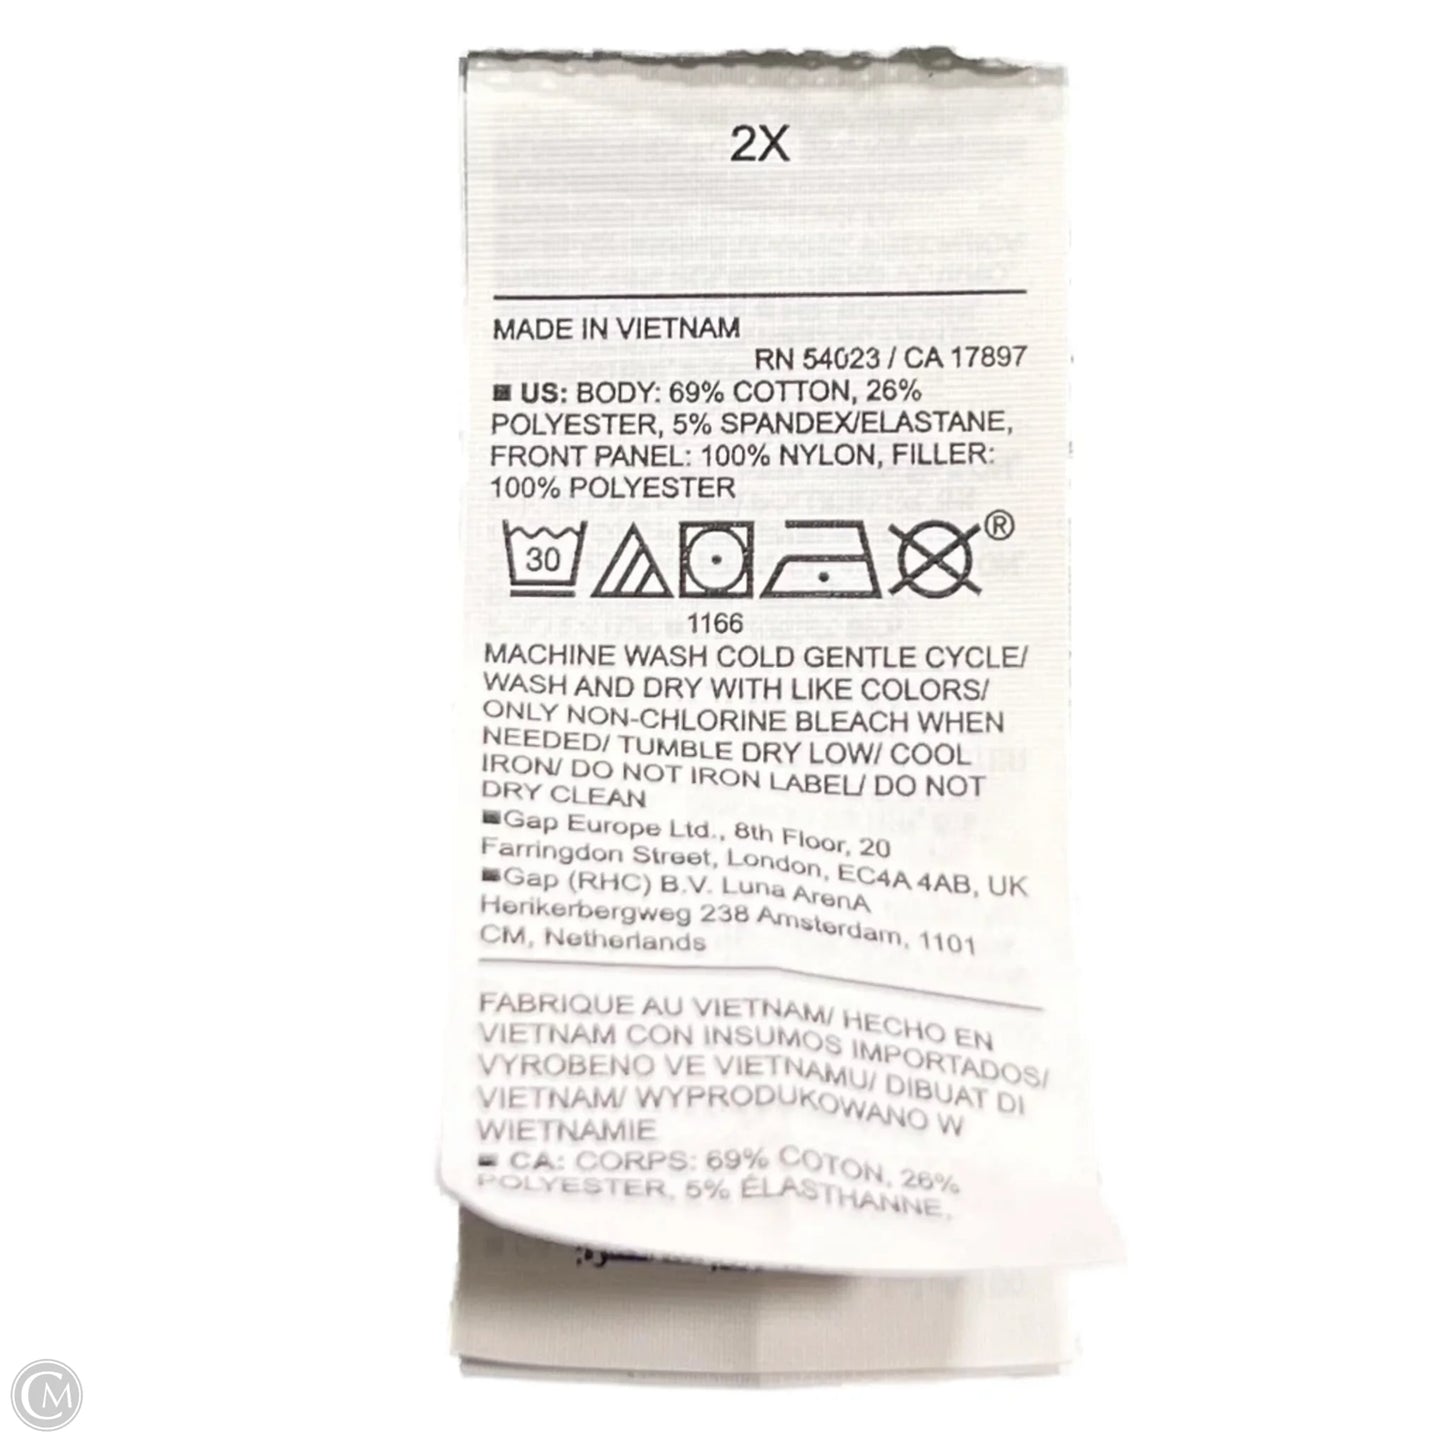 2X
MADE IN VIETNAM
RN 54023 / CA 17897
US: BODY: 69% COTTON, 26%
POLYESTER, 5% SPANDEX/ELASTANE,
FRONT PANEL: 100% NYLON, FILLER:
100% POLYESTER
30
®
1166
MACHINE WASH COLD GENTLE CYCLE/
WASH AND DRY WITH LIKE COLORS/
ONLY NON-CHLORINE BLEACH WHEN
NEEDED/ TUMBLE DRY LOW/ COOL
IRON/ DO NOT IRON LABEL/ DO NOT
DRY CLEAN
Gap Europe Ltd., 8th Floor, 20
Farringdon Street, London, EC4A 4AB, UK
Gap (RHC) B.V. Luna ArenA
Herikerbergweg 238 Amsterdam, 1101
CM, Netherlands
FABRIQUE AU VIETNAM/ HECHO EN
VIETNAM CON INSUMOS IMPORTADOS/
VYROBENO VE VIETNAMU/ DIBUAT DI
VIETNAM/ WYPRODUKOWANO W
WIETNAMIE
CA: CORPS: 69% COTON, 26%
POLYESTER, 5% ÉLASTHANNE,
CM